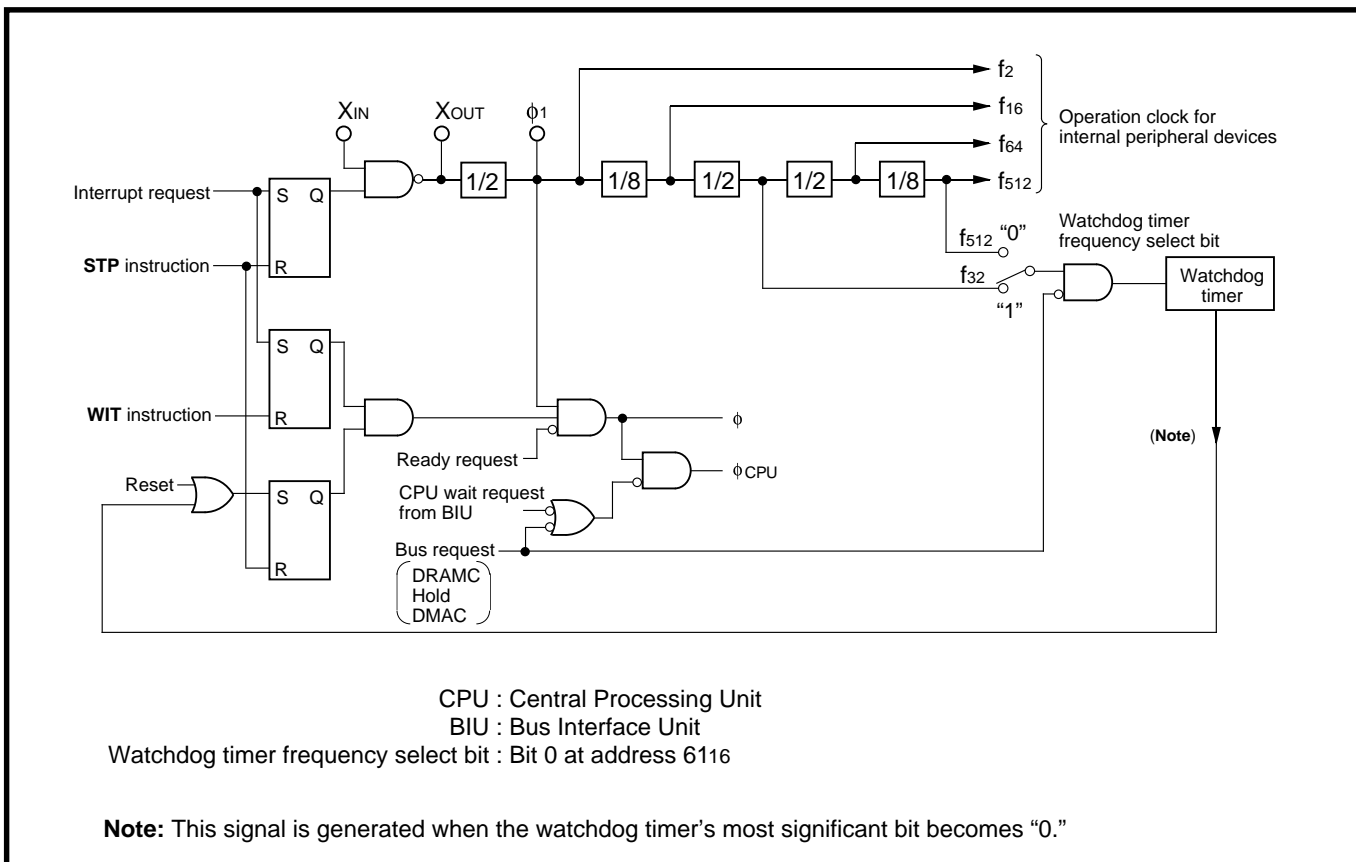 f2
XIN
XOUT
ϕ1
f16
Operation clock for
internal peripheral devices
f64
Interrupt request
S Q
1/2
1/8
1/2
1/2
1/8
f512
R
STP instruction
f512 “0”
Watchdog timer
frequency select bit
f32
“1”
Watchdog
timer
S Q
R
WIT instruction
ϕ
(Note)
Ready request
ϕ CPU
Reset
S Q
R
CPU wait request
from BIU
Bus request
DRAMC
Hold
DMAC
CPU : Central Processing Unit
BIU : Bus Interface Unit
Watchdog timer frequency select bit : Bit 0 at address 6116
Note: This signal is generated when the watchdog timer’s most significant bit becomes “0.”